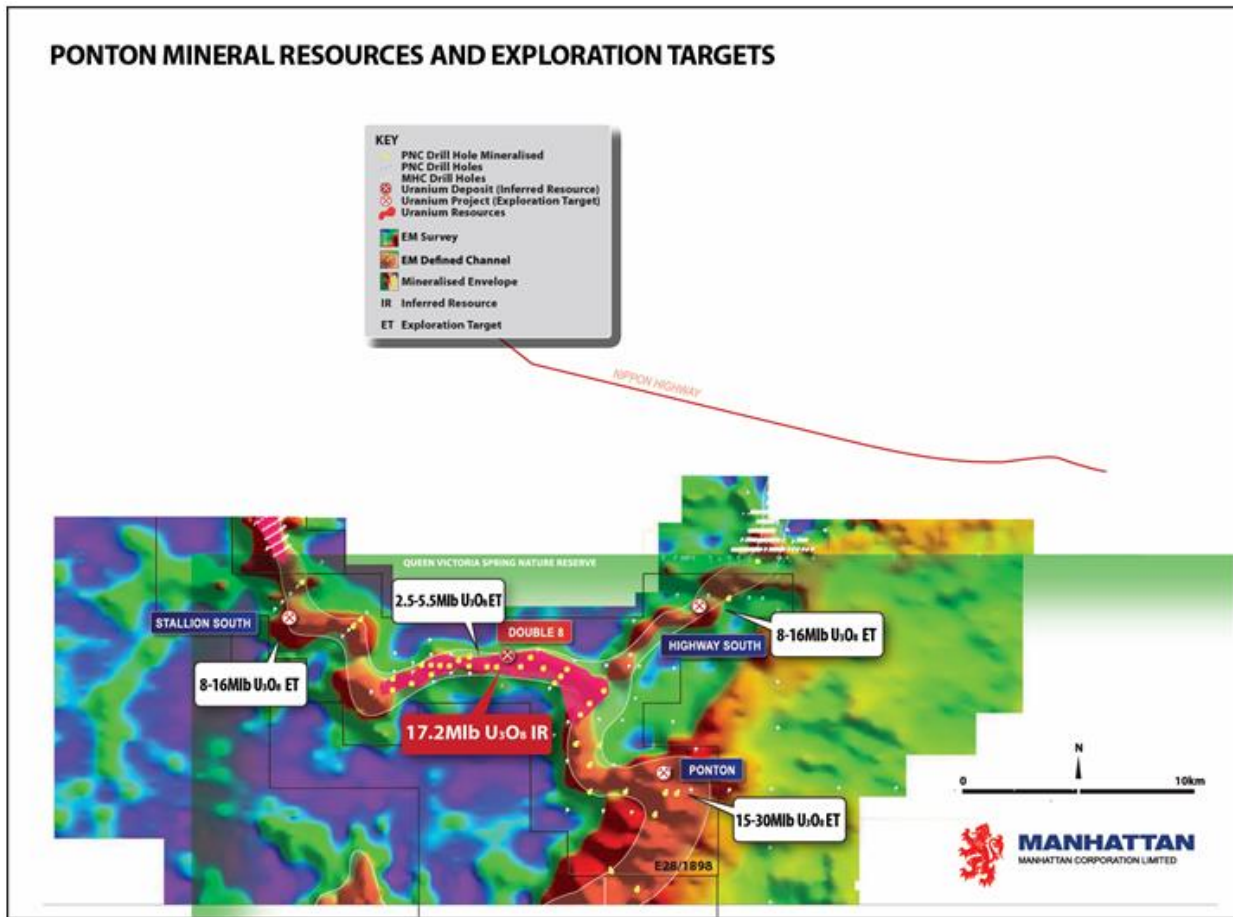 PONTON MINERAL RESOURCES AND EXPLORATION TARGETS
KEY
PNC Drill Hole Mineralised
PNC Drill Holes
MHC Drill Holes
Uranium Deposit (Inferred Resource)
Uranium Project (Exploration Target)
Uranium Resources
EM Survey
EM Defined Channel
Mineralised Envelope
IR Inferred Resource
ET Exploration Target
NIPPON HIGHWAY
QUEEN VICTORIA SPRING NATURE RESERVE
2.5-5.5Mlb U₃O₈ ET
STALLION SOUTH
DOUBLE 8
HIGHWAY SOUTH
8-16Mlb U₃O₈ ET
8-16Mlb U₃O₈ ET
17.2Mlb U₃O₈ IR
PONTON
15-30Mlb U₃O₈ ET
E28/1898
N
0 10km
MANHATTAN
MANHATTAN CORPORATION LIMITED